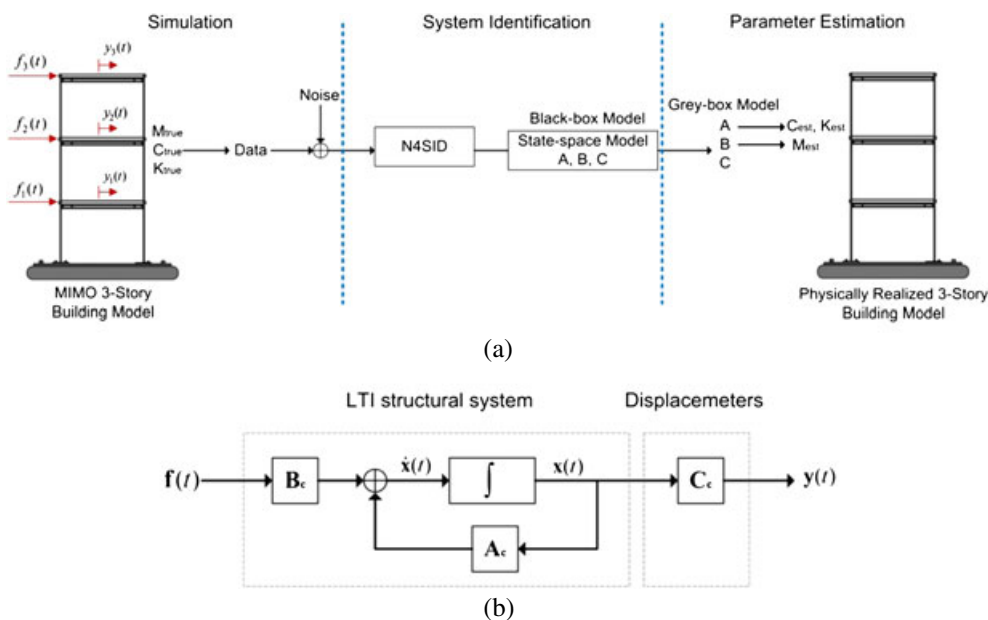 Simulation
System Identification
Parameter Estimation
f₃(t)
y₃(t)
f₂(t)
y₂(t)
f₁(t)
y₁(t)
Mtrue
Ctrue
Ktrue
Data
Noise
N4SID
Black-box Model
State-space Model
A, B, C
Grey-box Model
A
B
C
Cest, Kest
Mest
MIMO 3-Story
Building Model
Physically Realized 3-Story
Building Model
(a)
LTI structural system
Displacemeters
f(t)
Bc
ẋ(t)
∫
x(t)
Ac
Cc
y(t)
(b)